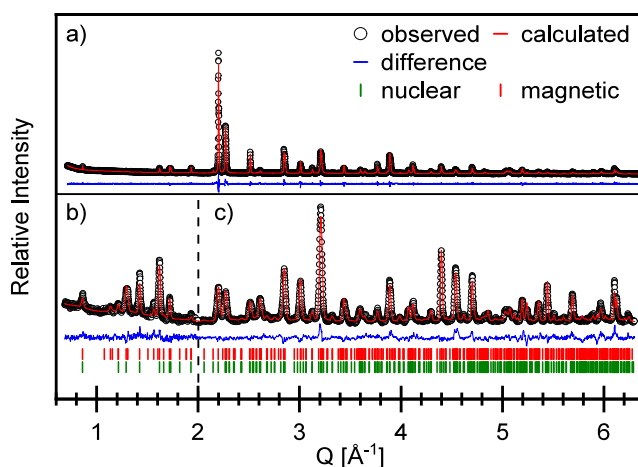 a)
observed
calculated
difference
nuclear
magnetic
b)
c)
Relative Intensity
1 2 3 4 5 6
Q [Å⁻¹]